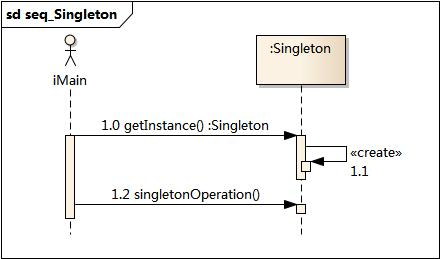 sd seq_Singleton
iMain
:Singleton
1.0 getInstance() :Singleton
«create»
1.1
1.2 singletonOperation()